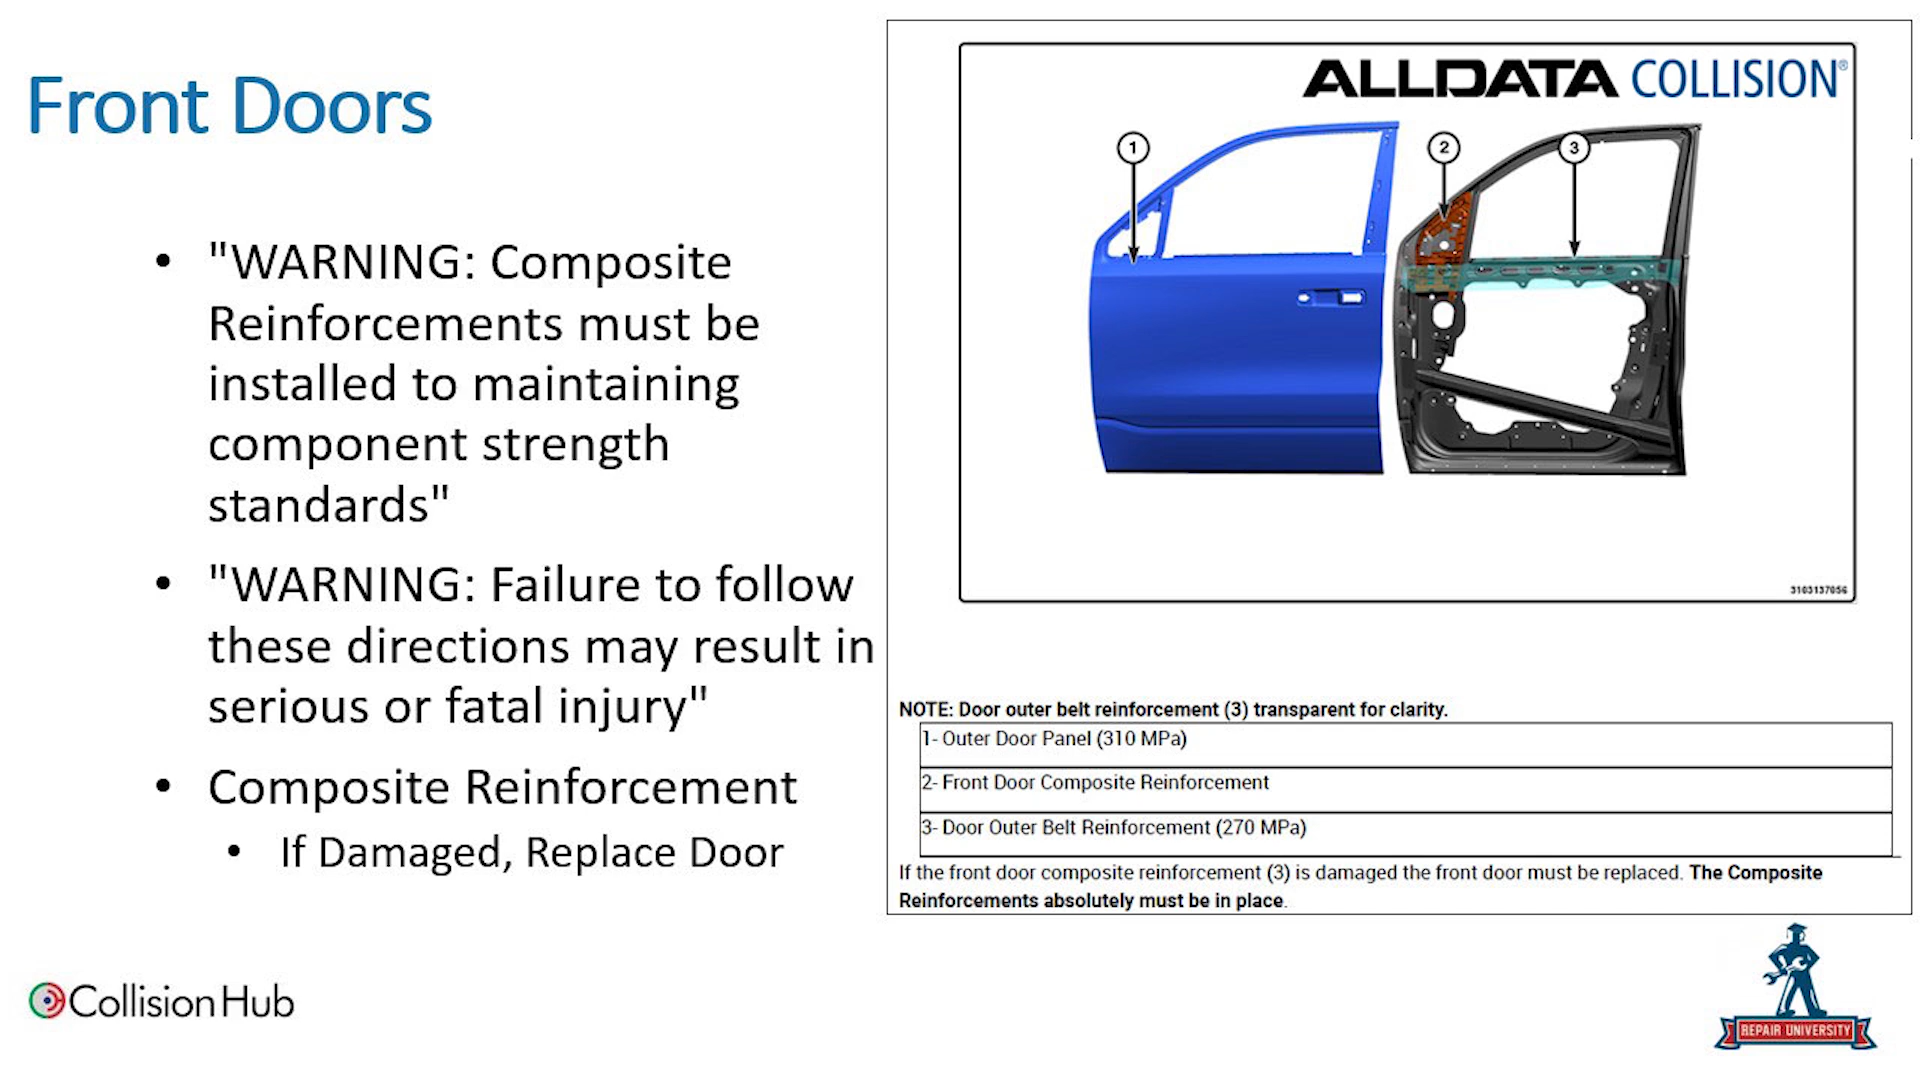 Front Doors
• "WARNING: Composite
Reinforcements must be
installed to maintaining
component strength
standards"
• "WARNING: Failure to follow
these directions may result in
serious or fatal injury"
• Composite Reinforcement
• If Damaged, Replace Door
ALLDATA COLLISION®
1 2 3
3103137056
NOTE: Door outer belt reinforcement (3) transparent for clarity.
1- Outer Door Panel (310 MPa)
2- Front Door Composite Reinforcement
3- Door Outer Belt Reinforcement (270 MPa)
If the front door composite reinforcement (3) is damaged the front door must be replaced. The Composite
Reinforcements absolutely must be in place.
Collision Hub
REPAIR UNIVERSITY